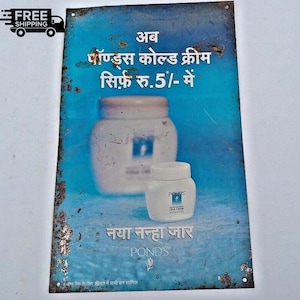 FREE
SHIPPING
अब
पॉण्ड्स कोल्ड क्रीम
सिर्फ़ रु.5/- में
नया नन्हा जार
POND'S